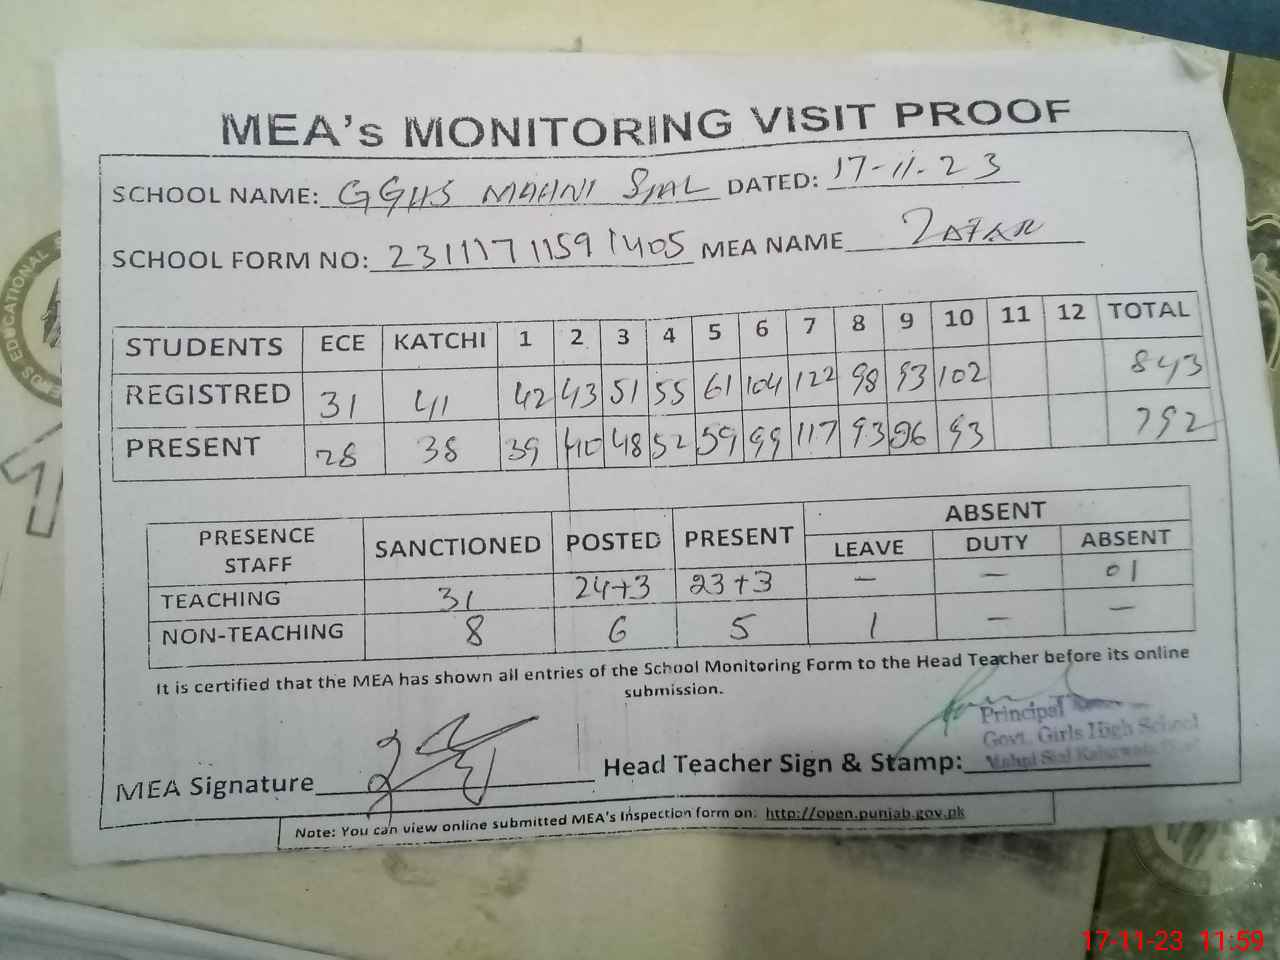 MEA's MONITORING VISIT PROOF
SCHOOL NAME: GGHS MAHNI SIAL DATED: 17-11-23
SCHOOL FORM NO: 23111711591405 MEA NAME ZAFAR
STUDENTS ECE KATCHI 1 2 3 4 5 6 7 8 9 10 11 12 TOTAL
REGISTRED 31 41 42 43 51 55 61 104 122 98 93 102 843
PRESENT 28 38 39 40 48 52 59 99 117 93 86 93 792
ABSENT
PRESENCE STAFF SANCTIONED POSTED PRESENT LEAVE DUTY ABSENT
TEACHING 31 24+3 23+3 – – 01
NON-TEACHING 8 6 5 1 – –
It is certified that the MEA has shown all entries of the School Monitoring Form to the Head Teacher before its online
submission.
Principal
Govt. Girls High School
Mahni Sial
MEA Signature Head Teacher Sign & Stamp:
Note: You can view online submitted MEA's Inspection form on: http://open.punjab.gov.pk
EDUCATIONAL
17-11-23 11:59